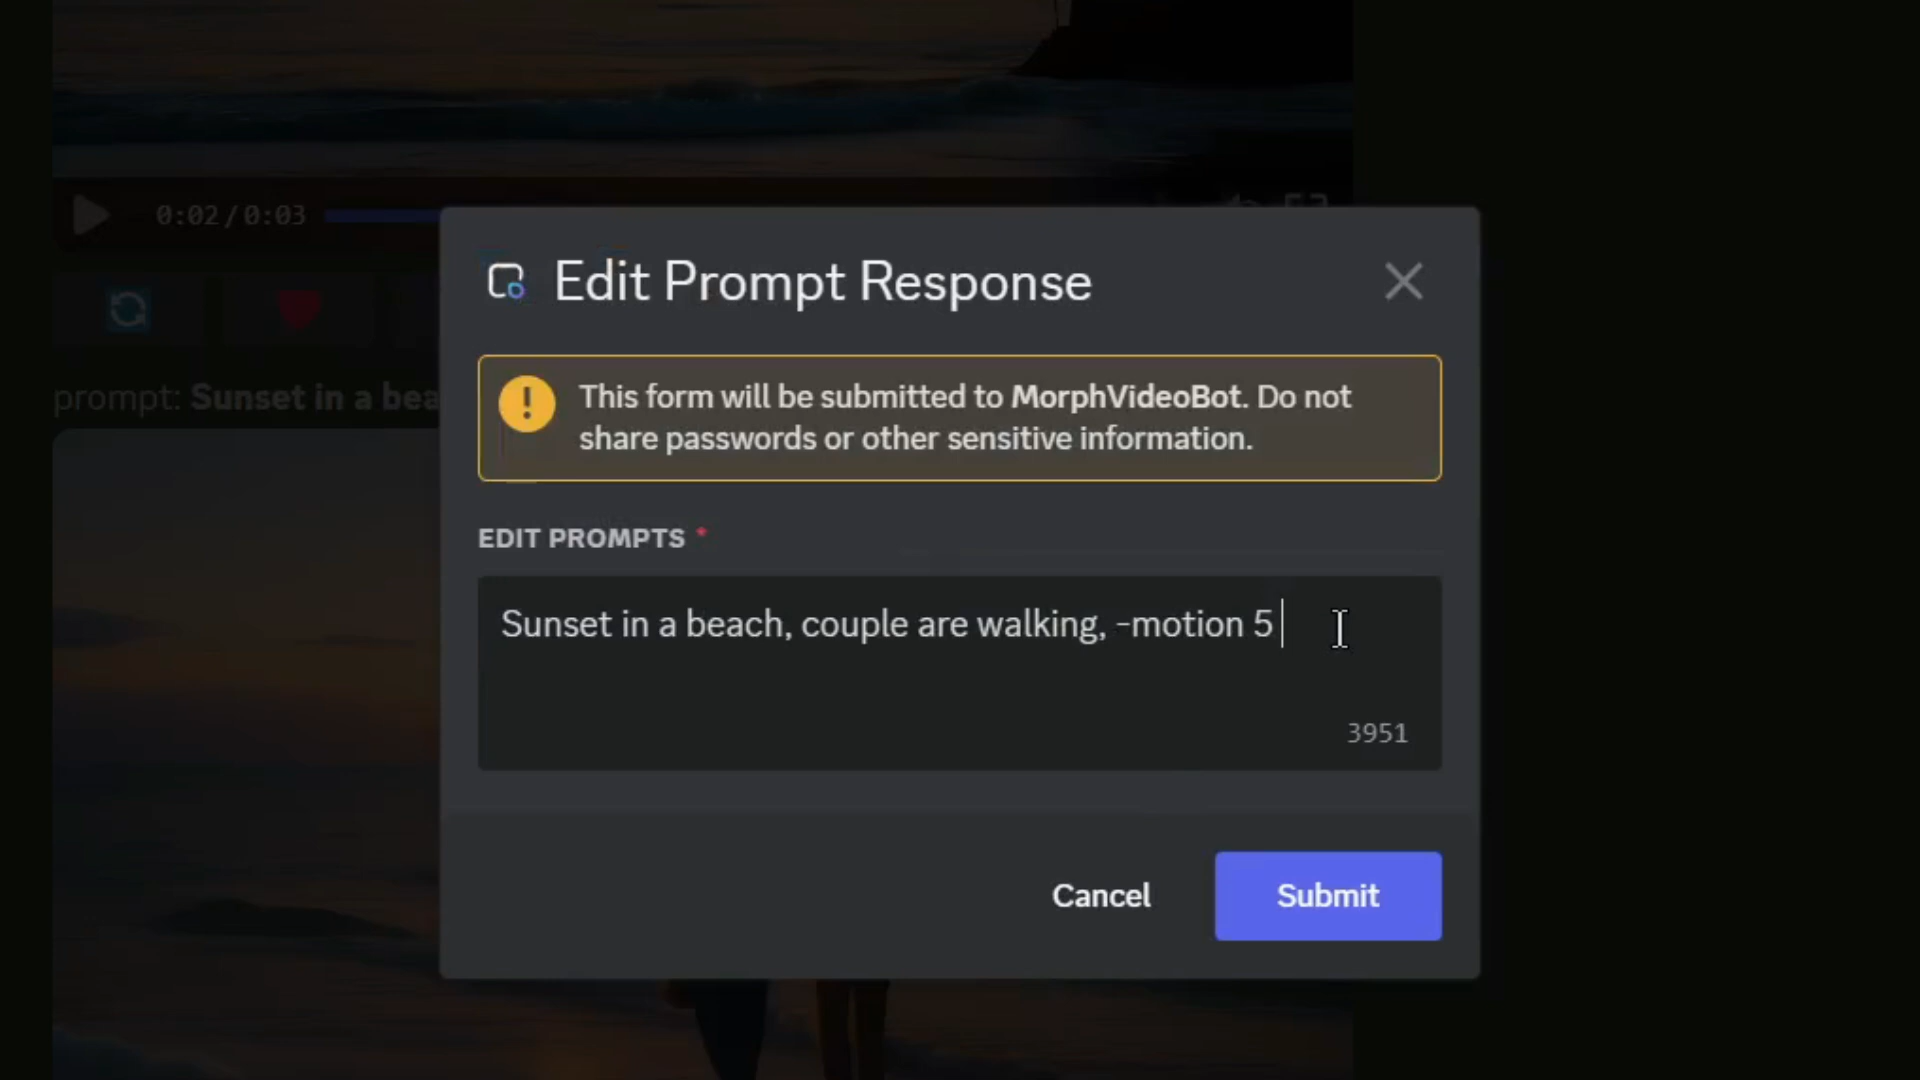 0:02/0:03
Edit Prompt Response
This form will be submitted to MorphVideoBot. Do not
share passwords or other sensitive information.
prompt: Sunset in a bea
EDIT PROMPTS *
Sunset in a beach, couple are walking, -motion 5
3951
Cancel
Submit